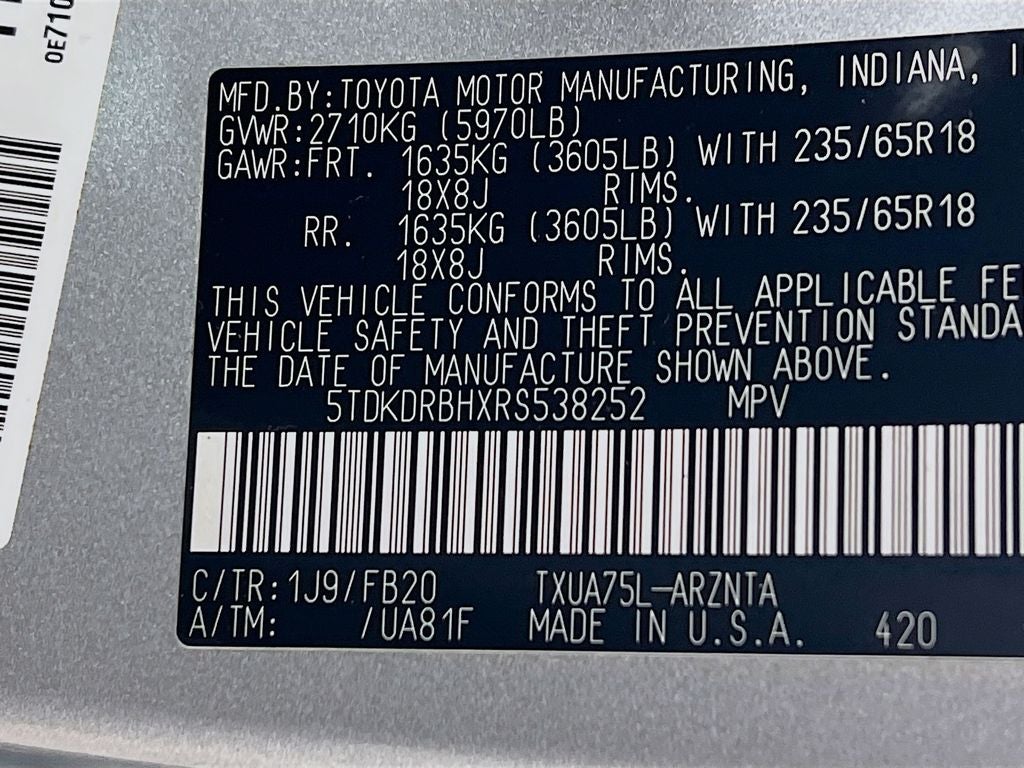 0E710
MFD.BY:TOYOTA MOTOR MANUFACTURING, INDIANA, I
GVWR:2710KG (5970LB)
GAWR:FRT. 1635KG (3605LB) WITH 235/65R18
18X8J RIMS.
RR. 1635KG (3605LB) WITH 235/65R18
18X8J RIMS.
THIS VEHICLE CONFORMS TO ALL APPLICABLE FE
VEHICLE SAFETY AND THEFT PREVENTION STANDA
THE DATE OF MANUFACTURE SHOWN ABOVE.
5TDKDRBHXRS538252 MPV
C/TR:1J9/FB20 TXUA75L-ARZNTA
A/TM: /UA81F MADE IN U.S.A. 420